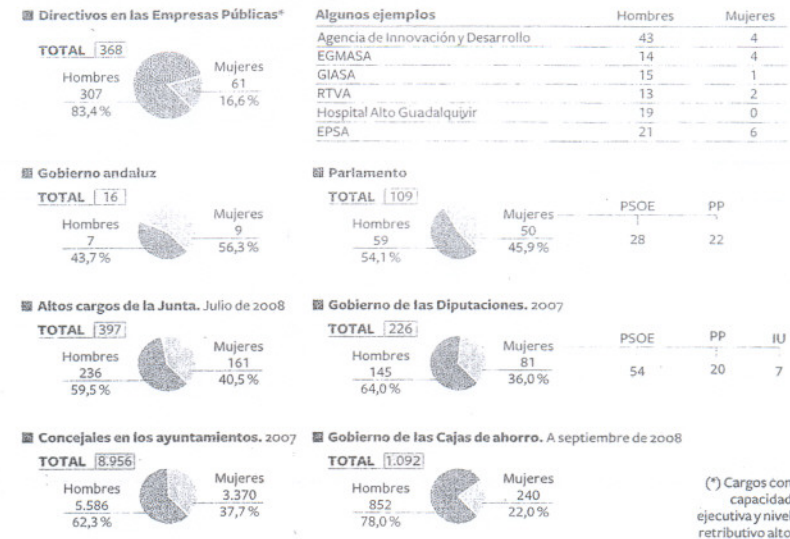 Directivos en las Empresas Públicas*
TOTAL 368
Hombres
307
83,4%
Mujeres
61
16,6%
Algunos ejemplos Hombres Mujeres
Agencia de Innovación y Desarrollo 43 4
EGMASA 14 4
GIASA 15 1
RTVA 13 2
Hospital Alto Guadalquivir 19 0
EPSA 21 6
Gobierno andaluz
TOTAL 16
Hombres
7
43,7%
Mujeres
9
56,3%
Parlamento
TOTAL 109
Hombres
59
54,1%
Mujeres
50
45,9%
PSOE PP
28 22
Altos cargos de la Junta. Julio de 2008
TOTAL 397
Hombres
236
59,5%
Mujeres
161
40,5%
Gobierno de las Diputaciones. 2007
TOTAL 226
Hombres
145
64,0%
Mujeres
81
36,0%
PSOE PP IU
54 20 7
Concejales en los ayuntamientos. 2007
TOTAL 8.956
Hombres
5.586
62,3%
Mujeres
3.370
37,7%
Gobierno de las Cajas de ahorro. A septiembre de 2008
TOTAL 1.092
Hombres
852
78,0%
Mujeres
240
22,0%
(*) Cargos con
capacidad
ejecutiva y nivel
retributivo alto